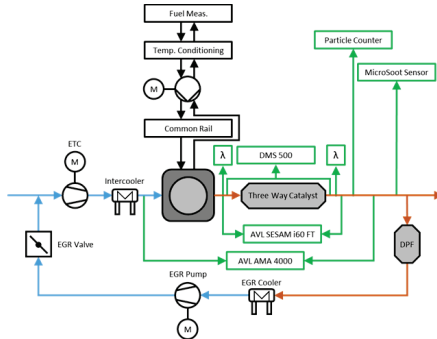 Fuel Meas.
Particle Counter
Temp. Conditioning
MicroSoot Sensor
M
Common Rail
ETC
M
Intercooler
λ
DMS 500
λ
Three Way Catalyst
AVL SESAM i60 FT
EGR Valve
DPF
AVL AMA 4000
EGR Pump
EGR Cooler
M